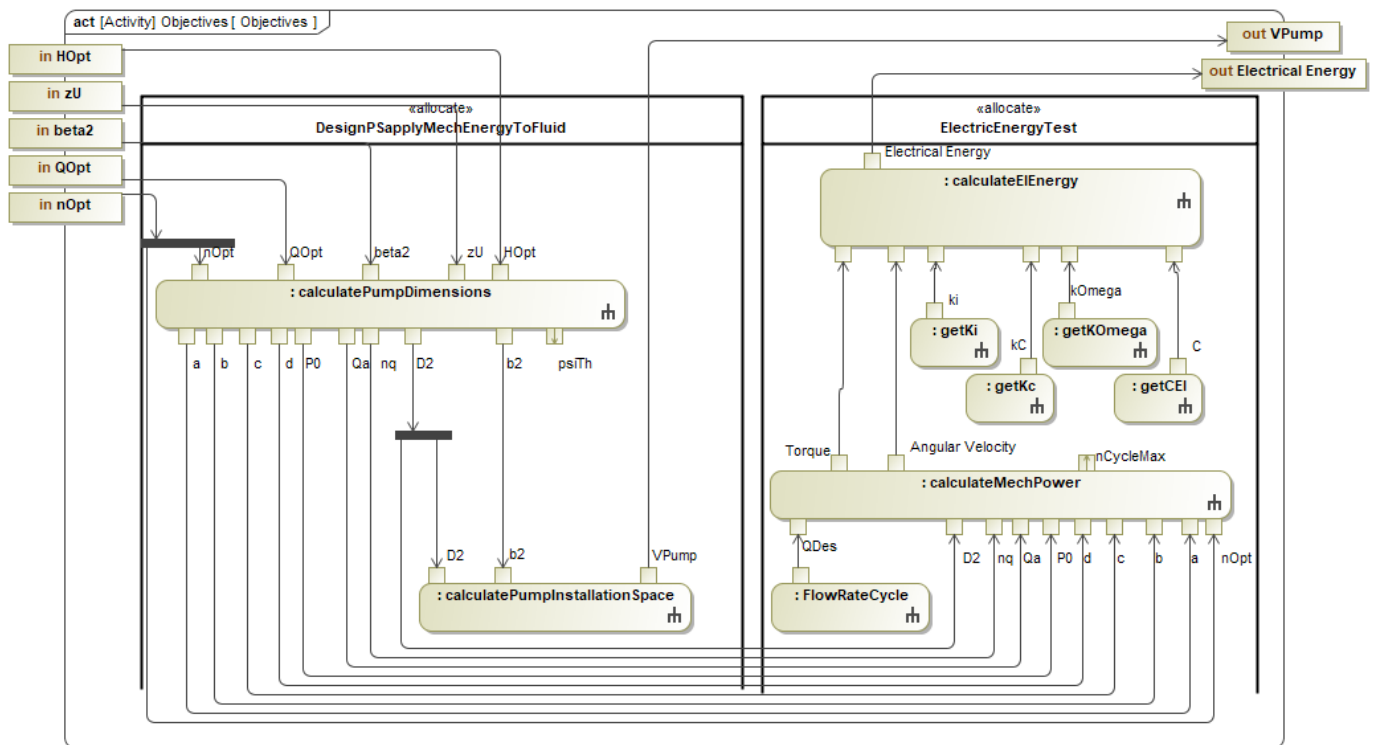 act [Activity] Objectives [ Objectives ]
in HOpt
in zU
in beta2
in QOpt
in nOpt
out VPump
out Electrical Energy
«allocate»
DesignPSapplyMechEnergyToFluid
«allocate»
ElectricEnergyTest
nOpt
QOpt
beta2
zU
HOpt
: calculatePumpDimensions
a
b
c
d
P0
Qa
nq
D2
b2
psiTh
D2
b2
VPump
: calculatePumpInstallationSpace
Electrical Energy
: calculateElEnergy
ki
kOmega
: getKi
: getKOmega
kC
C
: getKc
: getCEl
Torque
Angular Velocity
nCycleMax
: calculateMechPower
QDes
D2
nq
Qa
P0
d
c
b
a
nOpt
: FlowRateCycle